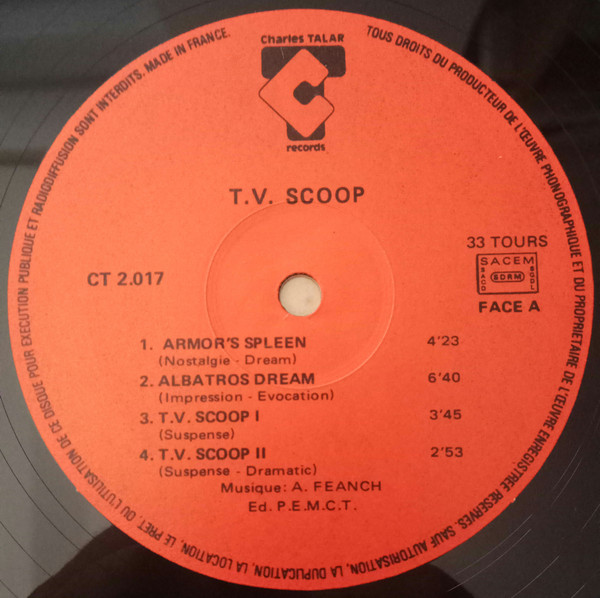 Charles TALAR
records
T.V. SCOOP
33 TOURS
SACEM
SACD SDRM SGDL
CT 2.017
FACE A
1. ARMOR'S SPLEEN 4'23
(Nostalgie - Dream)
2. ALBATROS DREAM 6'40
(Impression - Evocation)
3. T.V. SCOOP I 3'45
(Suspense)
4. T.V. SCOOP II 2'53
(Suspense - Dramatic)
Musique: A. FEANCH
Ed. P.E.M.C.T.
TOUS DROITS DU PRODUCTEUR DE L'ŒUVRE PHONOGRAPHIQUE ET DU PROPRIETAIRE DE L'ŒUVRE ENREGISTREE RESERVES. SAUF AUTORISATION, LA DUPLICATION, LA LOCATION, LE PRET, OU L'UTILISATION DE CE DISQUE POUR EXECUTION PUBLIQUE ET RADIODIFFUSION SONT INTERDITS. MADE IN FRANCE.